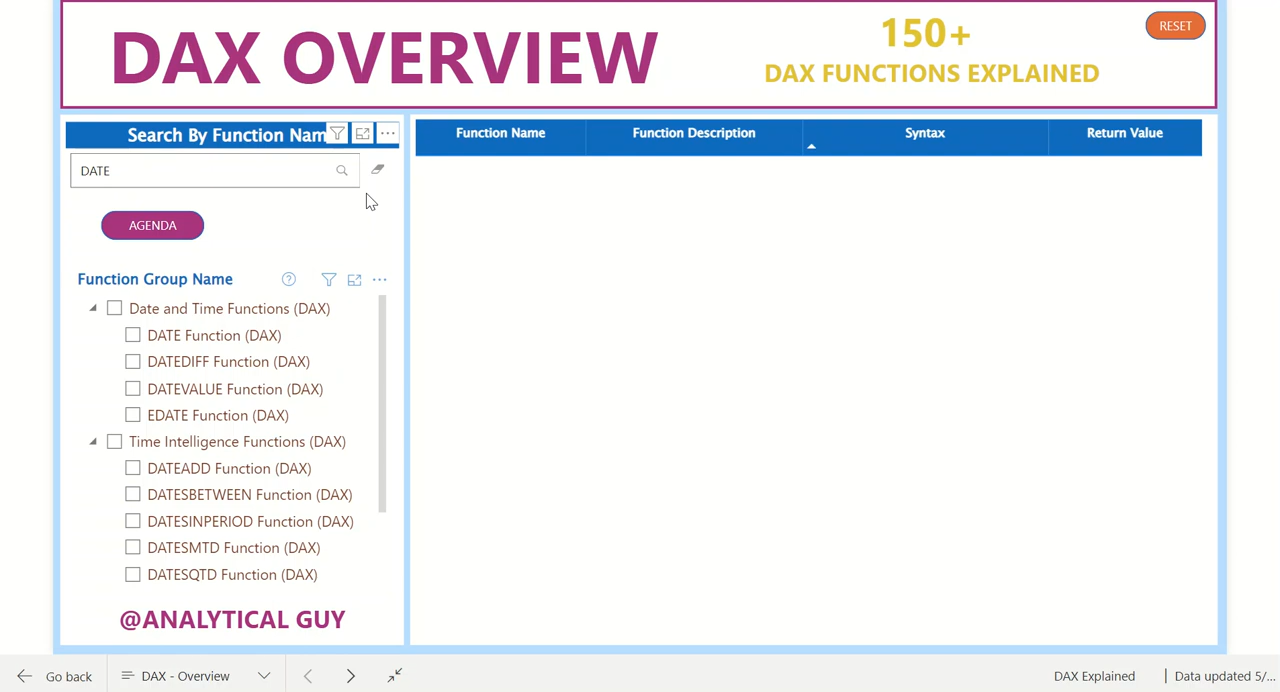 DAX OVERVIEW
150+
DAX FUNCTIONS EXPLAINED
RESET
Search By Function Nam
DATE
AGENDA
Function Group Name
Date and Time Functions (DAX)
DATE Function (DAX)
DATEDIFF Function (DAX)
DATEVALUE Function (DAX)
EDATE Function (DAX)
Time Intelligence Functions (DAX)
DATEADD Function (DAX)
DATESBETWEEN Function (DAX)
DATESINPERIOD Function (DAX)
DATESMTD Function (DAX)
DATESQTD Function (DAX)
@ANALYTICAL GUY
Function Name Function Description Syntax Return Value
Go back
DAX - Overview
DAX Explained | Data updated 5/...